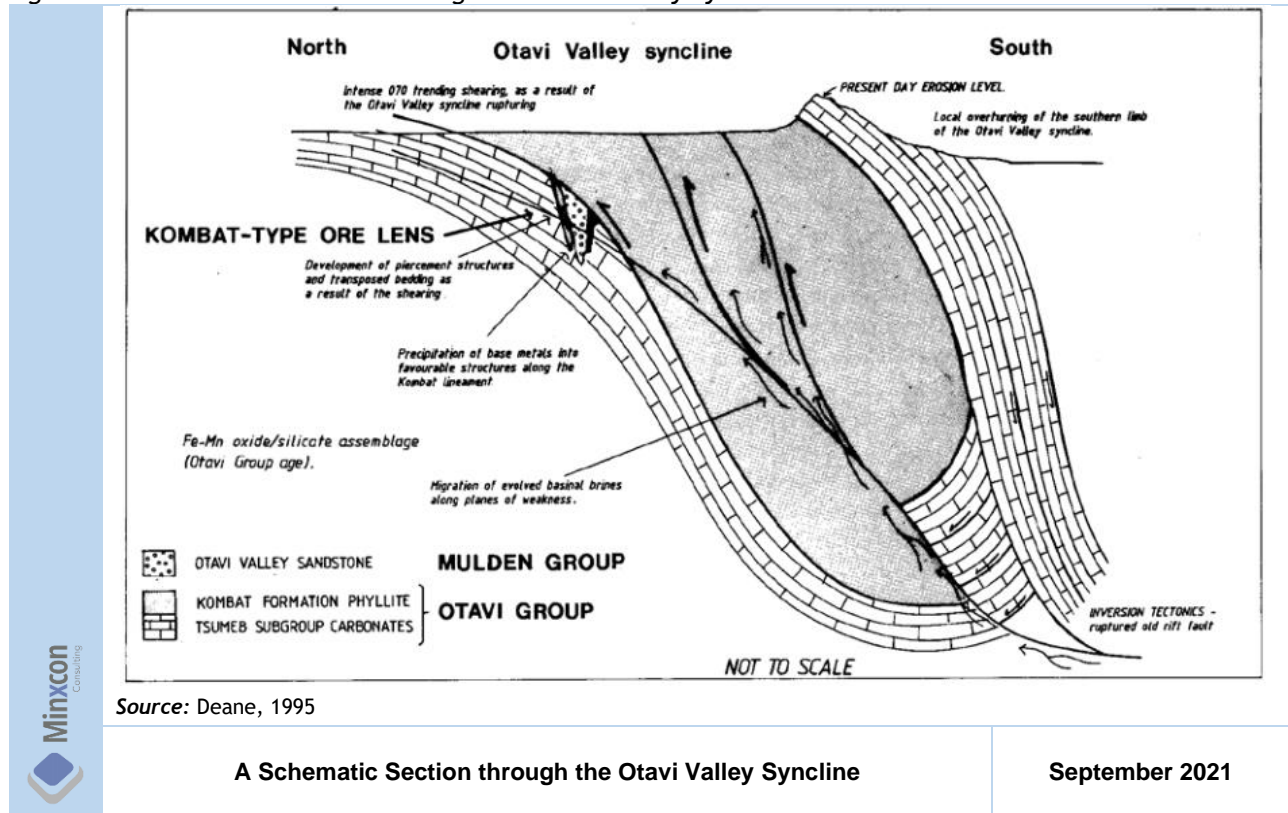 North
Otavi Valley syncline
South
Intense 070 trending shearing, as a result of
the Otavi Valley syncline rupturing
PRESENT DAY EROSION LEVEL.
Local overturning of the southern limb
of the Otavi Valley syncline.
KOMBAT-TYPE ORE LENS
Development of piercement structures
and transposed bedding as
a result of the shearing.
Precipitation of base metals into
favourable structures along the
Kombat lineament.
Fe-Mn oxide/silicate assemblage
(Otavi Group age).
Migration of evolved basinal brines
along planes of weakness.
OTAVI VALLEY SANDSTONE
MULDEN GROUP
KOMBAT FORMATION PHYLLITE
TSUMEB SUBGROUP CARBONATES
OTAVI GROUP
INVERSION TECTONICS -
ruptured old rift fault
NOT TO SCALE
Minxcon
Consulting
Source: Deane, 1995
A Schematic Section through the Otavi Valley Syncline
September 2021